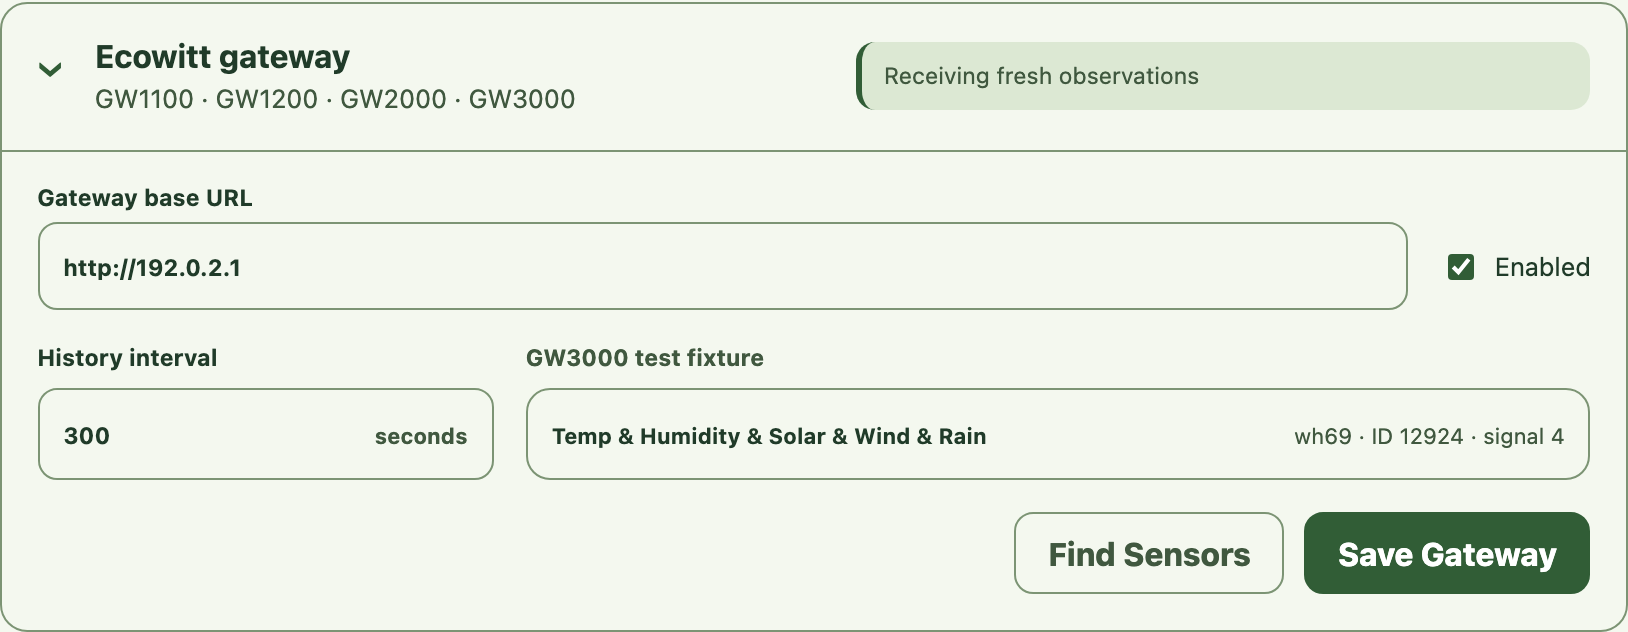 Ecowitt gateway
GW1100 · GW1200 · GW2000 · GW3000
Receiving fresh observations
Gateway base URL
http://192.0.2.1
Enabled
History interval
GW3000 test fixture
300 seconds
Temp & Humidity & Solar & Wind & Rain
wh69 · ID 12924 · signal 4
Find Sensors
Save Gateway